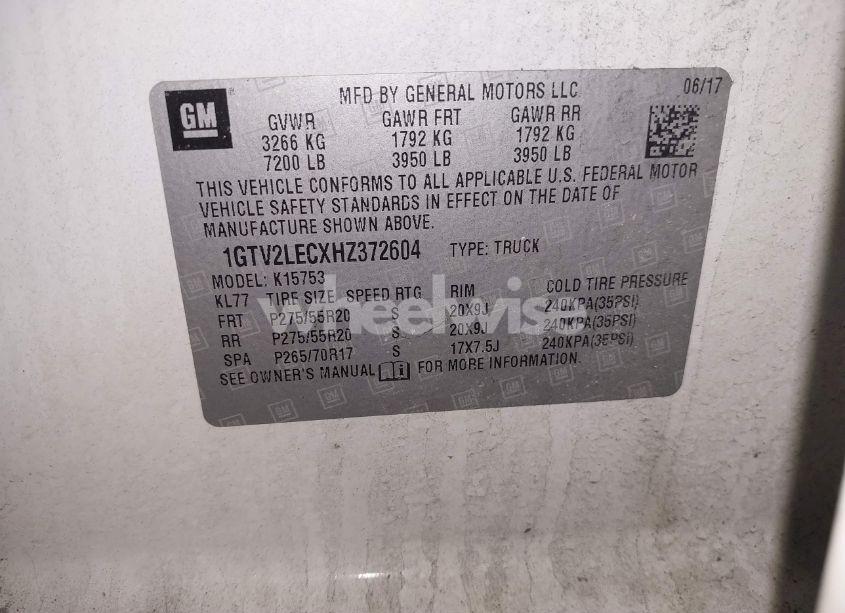 GM
MFD BY GENERAL MOTORS LLC 06/17
GVWR GAWR FRT GAWR RR
3266 KG 1792 KG 1792 KG
7200 LB 3950 LB 3950 LB
THIS VEHICLE CONFORMS TO ALL APPLICABLE U.S. FEDERAL MOTOR
VEHICLE SAFETY STANDARDS IN EFFECT ON THE DATE OF
MANUFACTURE SHOWN ABOVE.
1GTV2LECXHZ372604 TYPE: TRUCK
MODEL: K15753
KL77 TIRE SIZE SPEED RTG RIM COLD TIRE PRESSURE
FRT P275/55R20 S 20X9J 240KPA(35PSI)
RR P275/55R20 S 20X9J 240KPA(35PSI)
SPA P265/70R17 S 17X7.5J 240KPA(35PSI)
SEE OWNER'S MANUAL FOR MORE INFORMATION.
wheelwise